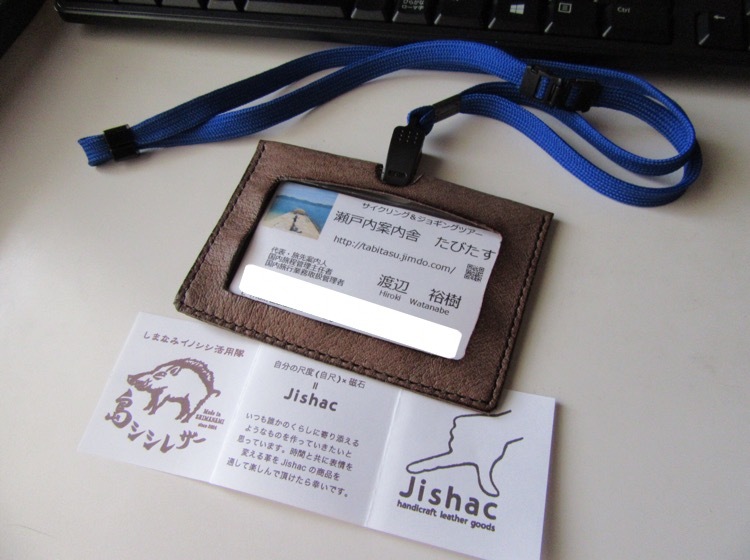 サイクリング＆ジョギングツアー
瀬戸内案内舎　たびたす
http://tabitasu.jimdo.com/
代表・旅先案内人
国内旅程管理主任者
国内旅行業務取扱管理者
渡辺　裕樹
Hiroki Watanabe
しまなみイノシシ活用隊
Made in
SHIMANAMI
島シシレザー
自分の尺度(自尺)×磁石
=
Jishac
いつも誰かのくらしに寄り添える
ようなものを作っていきたいと
思っています。時間と共に表情を
変える革を Jishac の商品を
通して楽しんで頂けたら幸いです。
Jishac
handicraft leather goods
Ctrl